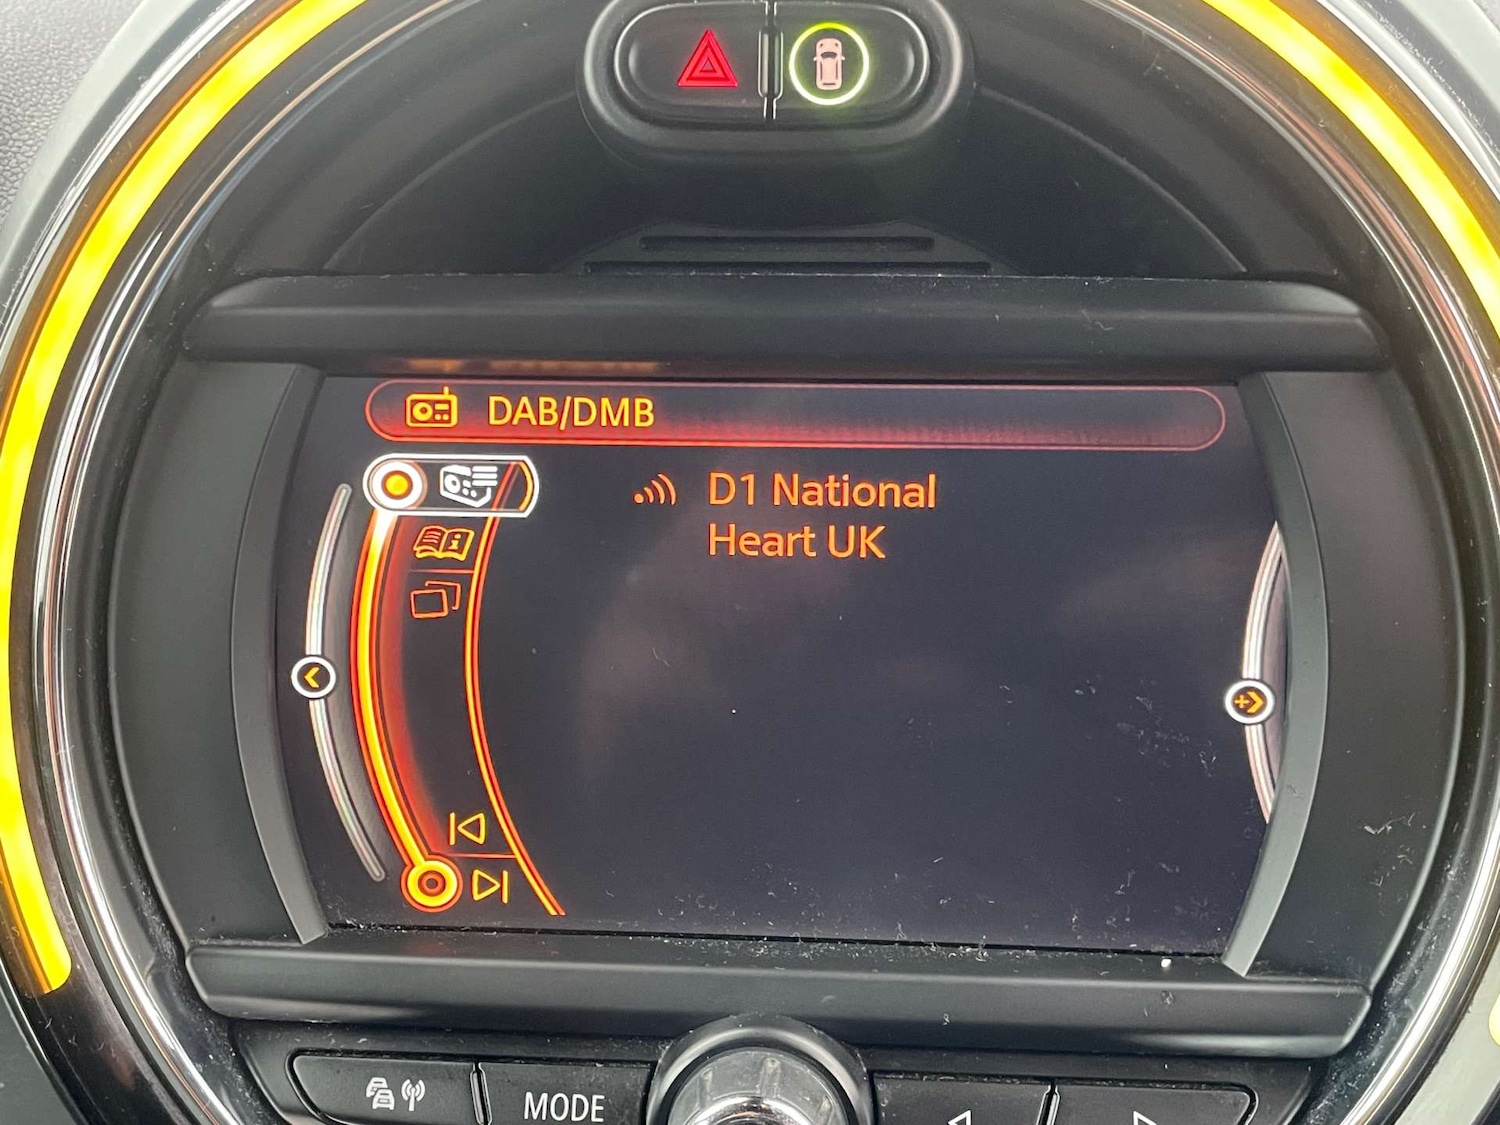 DAB/DMB
D1 National
Heart UK
MODE